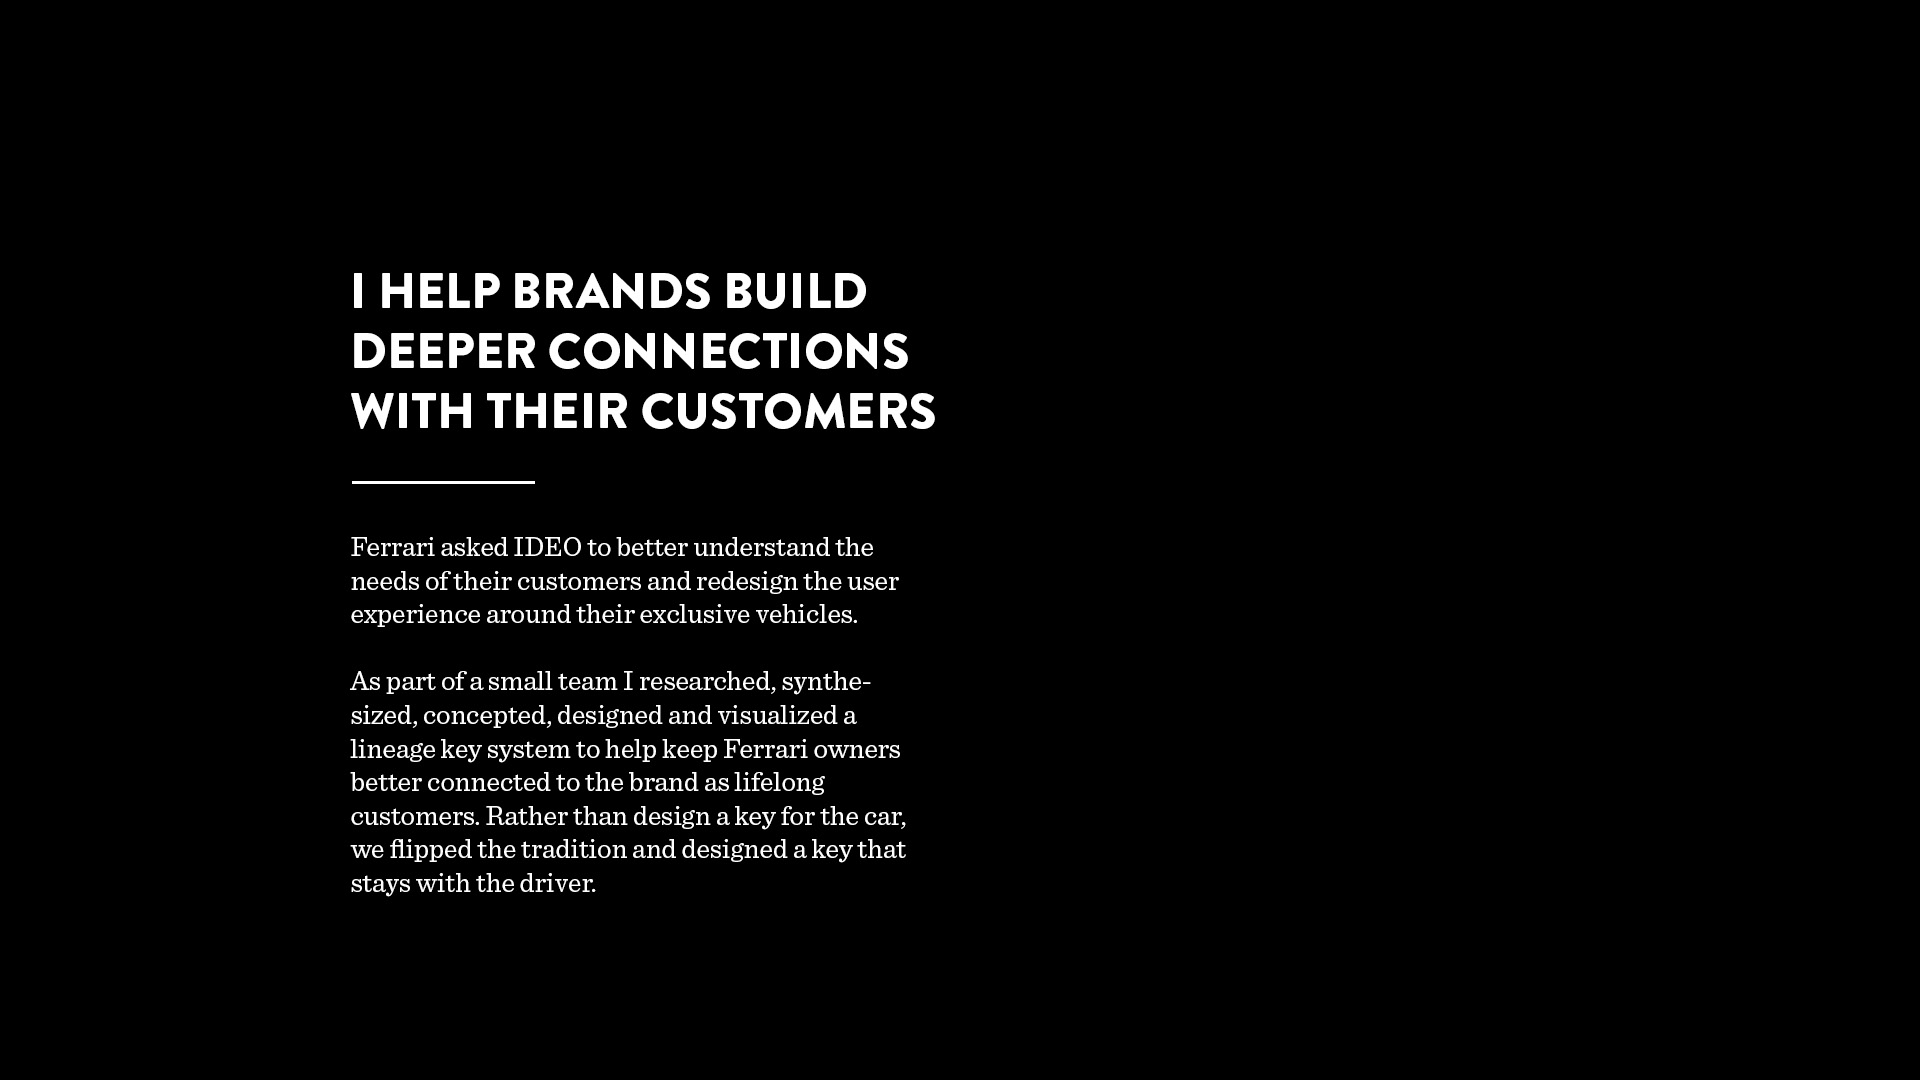 I HELP BRANDS BUILD
DEEPER CONNECTIONS
WITH THEIR CUSTOMERS
Ferrari asked IDEO to better understand the
needs of their customers and redesign the user
experience around their exclusive vehicles.
As part of a small team I researched, synthe-
sized, concepted, designed and visualized a
lineage key system to help keep Ferrari owners
better connected to the brand as lifelong
customers. Rather than design a key for the car,
we flipped the tradition and designed a key that
stays with the driver.